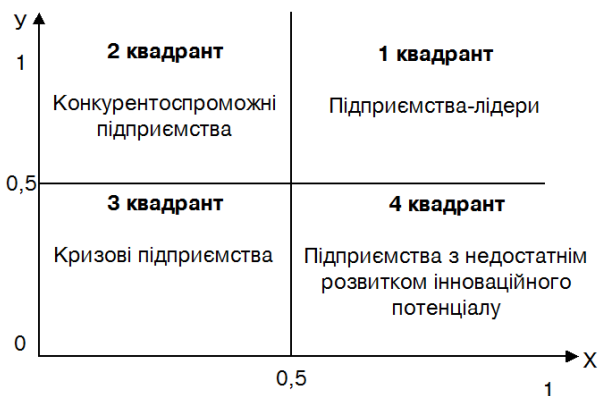 У
1
2 квадрант
1 квадрант
Конкурентоспроможні
підприємства
Підприємства-лідери
0,5
3 квадрант
4 квадрант
Кризові підприємства
Підприємства з недостатнім
розвитком інноваційного
потенціалу
0
Х
0,5
1